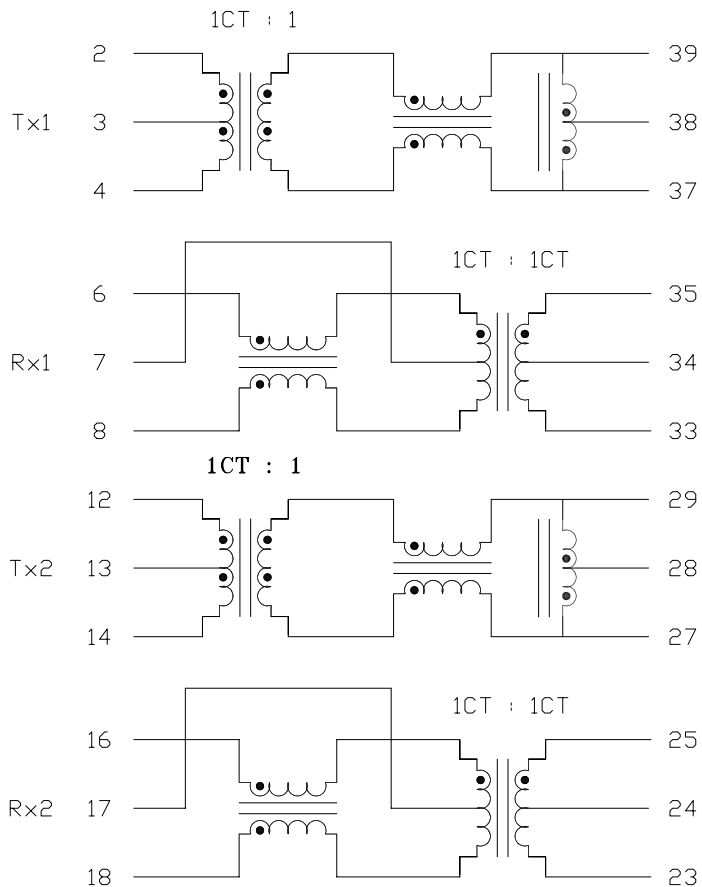 1CT : 1
2 39
Tx1 3 38
4 37
1CT : 1CT
6 35
Rx1 7 34
8 33
1CT : 1
12 29
Tx2 13 28
14 27
1CT : 1CT
16 25
Rx2 17 24
18 23